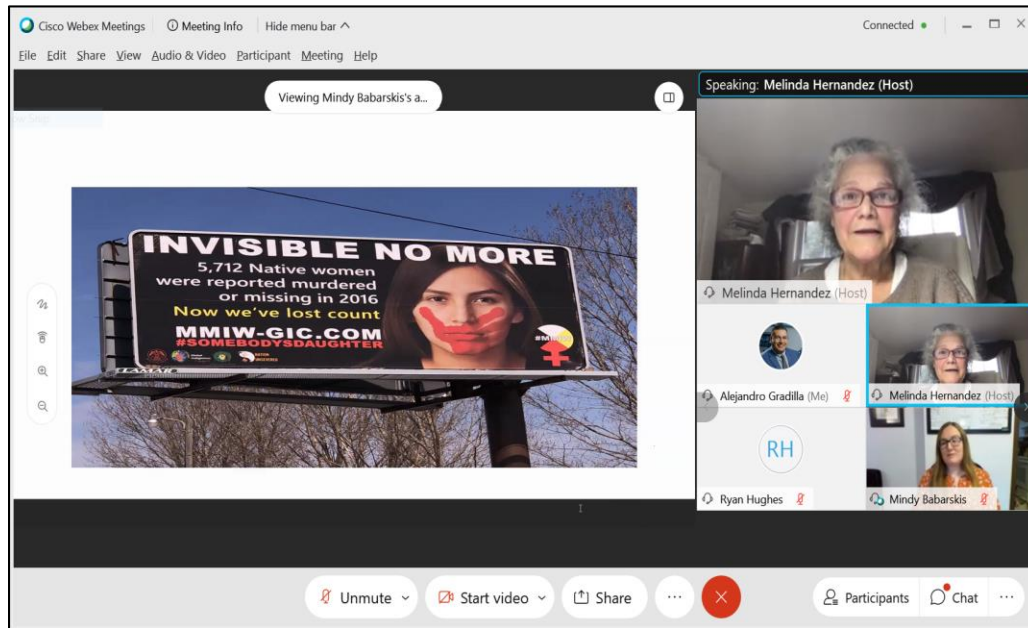 Cisco Webex Meetings Meeting Info Hide menu bar Connected
File Edit Share View Audio & Video Participant Meeting Help
Viewing Mindy Babarskis's a...
INVISIBLE NO MORE
5,712 Native women
were reported murdered
or missing in 2016
Now we've lost count
MMIW-GIC.COM
#SOMEBODYSDAUGHTER
LAMAR
Speaking: Melinda Hernandez (Host)
Melinda Hernandez (Host)
Alejandro Gradilla (Me)
Melinda Hernandez (Host)
RH
Ryan Hughes
Mindy Babarskis
Unmute Start video Share ... Participants Chat ...